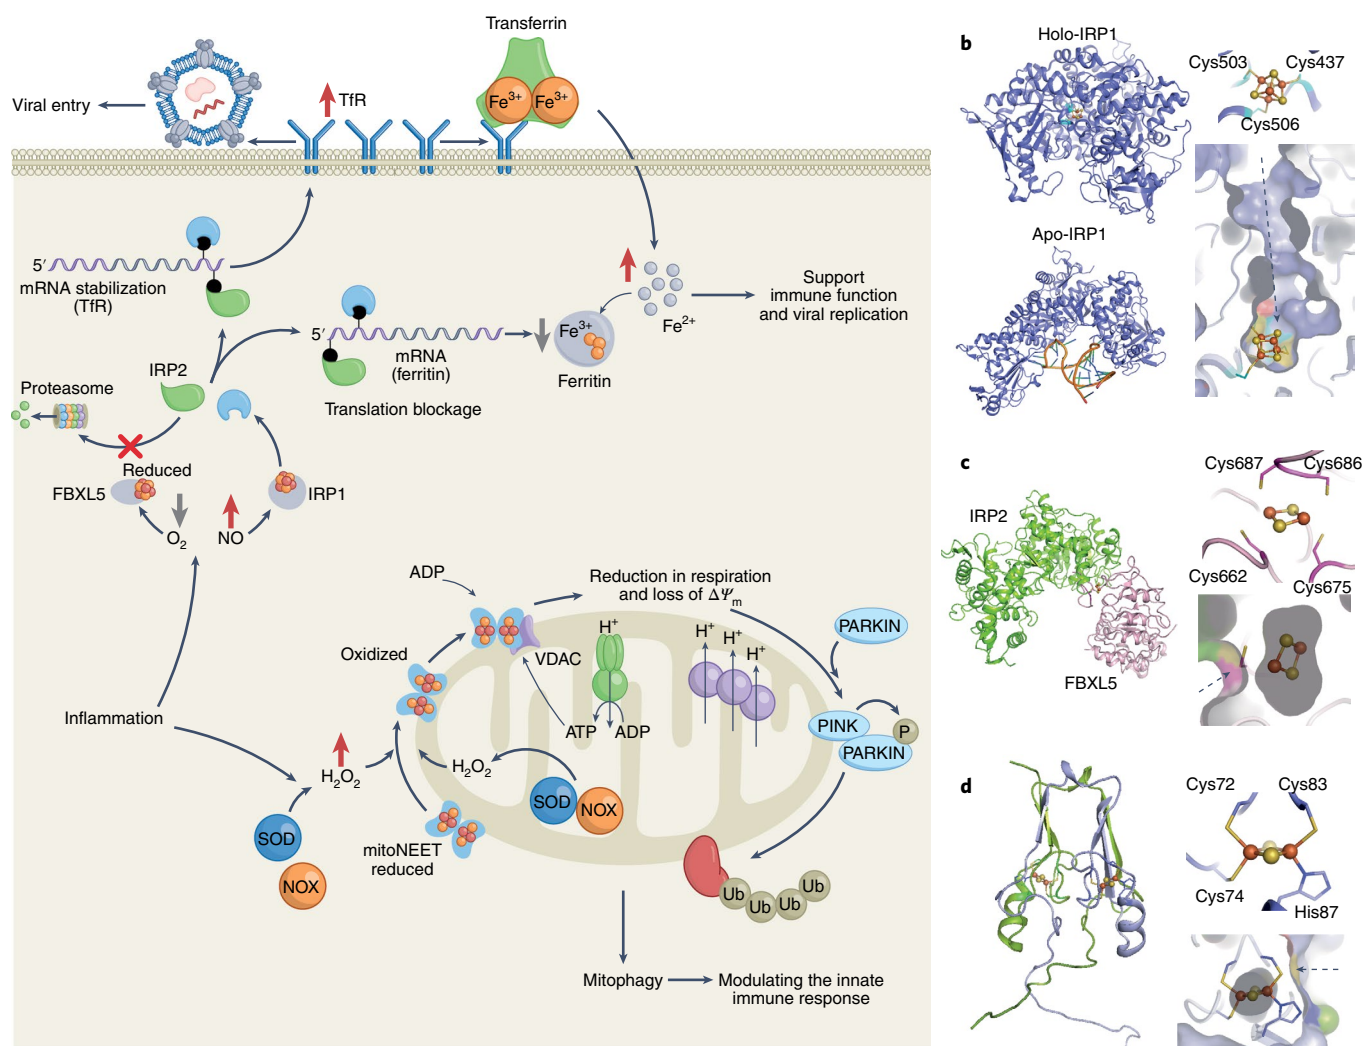 Transferrin
Fe3+
Fe3+
TfR
Viral entry
5′
mRNA stabilization
(TfR)
5′
mRNA
(ferritin)
Translation blockage
Fe3+
Ferritin
Fe2+
Support
immune function
and viral replication
IRP2
Proteasome
Reduced
FBXL5
O2
NO
IRP1
Inflammation
ADP
Reduction in respiration
and loss of ΔΨm
Oxidized
VDAC
H+
H+
H+
H+
PARKIN
ATP
ADP
PINK
P
PARKIN
H2O2
H2O2
SOD
NOX
SOD
NOX
mitoNEET
reduced
Ub
Ub
Ub
Ub
Mitophagy
Modulating the innate
immune response
b
Holo-IRP1
Cys503
Cys437
Cys506
Apo-IRP1
c
IRP2
FBXL5
Cys687
Cys686
Cys662
Cys675
d
Cys72
Cys83
Cys74
His87